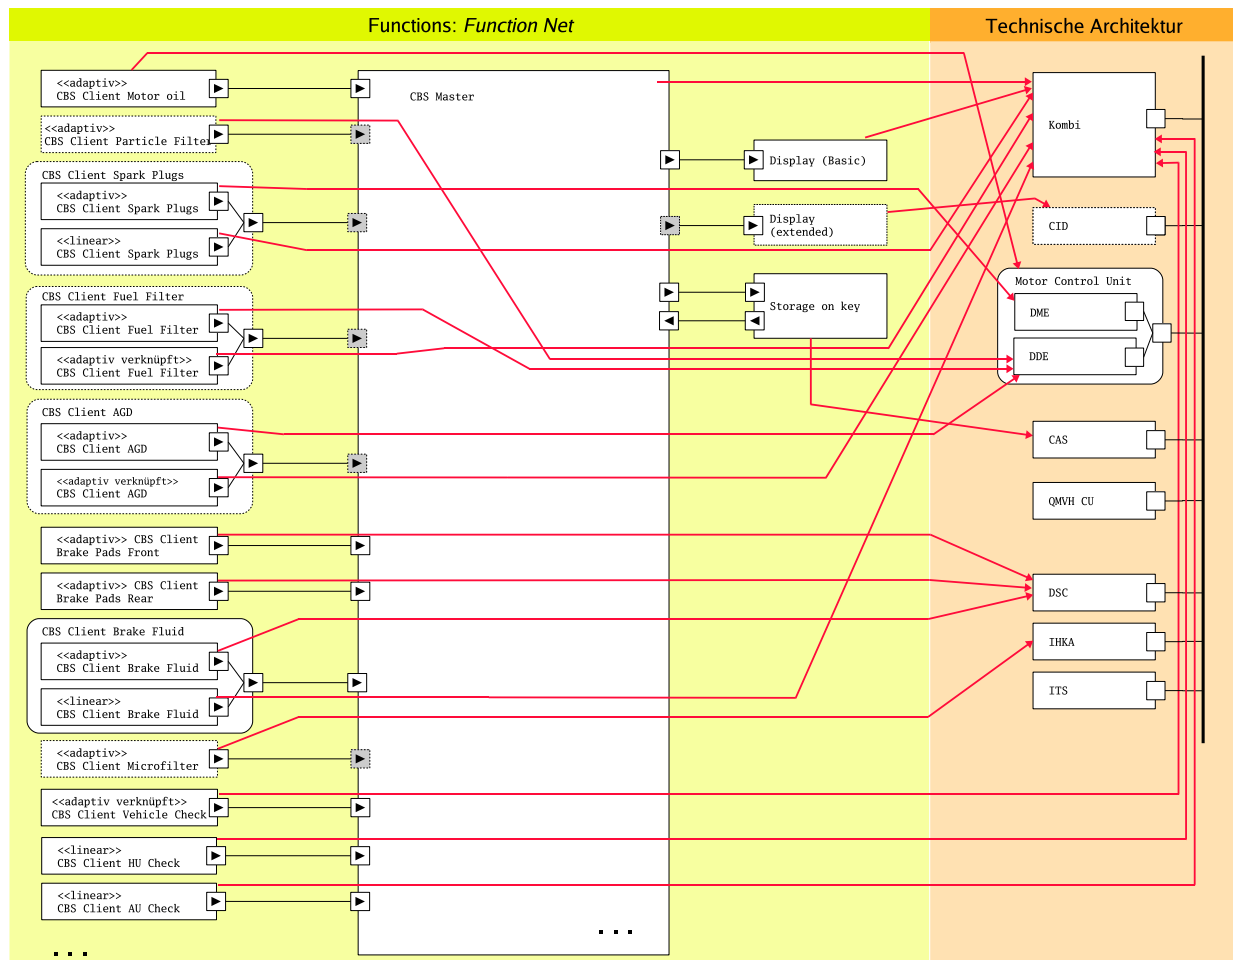 Functions: Function Net
Technische Architektur
<<adaptiv>>
CBS Client Motor oil
<<adaptiv>>
CBS Client Particle Filter
CBS Client Spark Plugs
<<adaptiv>>
CBS Client Spark Plugs
<<linear>>
CBS Client Spark Plugs
CBS Client Fuel Filter
<<adaptiv>>
CBS Client Fuel Filter
<<adaptiv verknüpft>>
CBS Client Fuel Filter
CBS Client AGD
<<adaptiv>>
CBS Client AGD
<<adaptiv verknüpft>>
CBS Client AGD
<<adaptiv>> CBS Client
Brake Pads Front
<<adaptiv>> CBS Client
Brake Pads Rear
CBS Client Brake Fluid
<<adaptiv>>
CBS Client Brake Fluid
<<linear>>
CBS Client Brake Fluid
<<adaptiv>>
CBS Client Microfilter
<<adaptiv verknüpft>>
CBS Client Vehicle Check
<<linear>>
CBS Client HU Check
<<linear>>
CBS Client AU Check
...
CBS Master
...
Display (Basic)
Display
(extended)
Storage on key
Kombi
CID
Motor Control Unit
DME
DDE
CAS
QMVH CU
DSC
IHKA
ITS